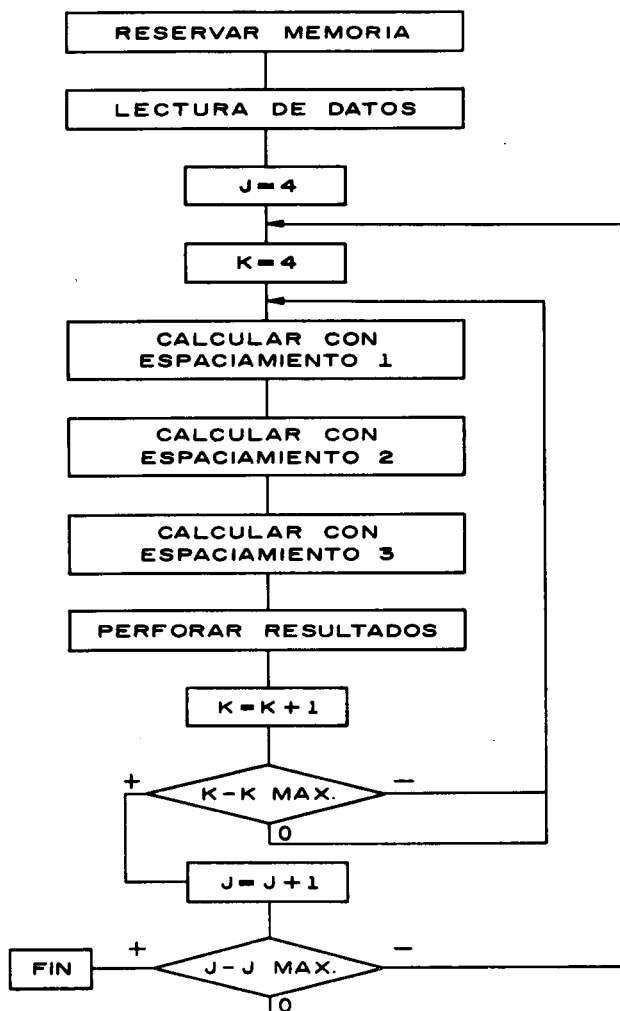 RESERVAR MEMORIA
LECTURA DE DATOS
J=4
K=4
CALCULAR CON
ESPACIAMIENTO 1
CALCULAR CON
ESPACIAMIENTO 2
CALCULAR CON
ESPACIAMIENTO 3
PERFORAR RESULTADOS
K=K+1
+ K-K MAX. -
0
J=J+1
FIN + J-J MAX. -
0